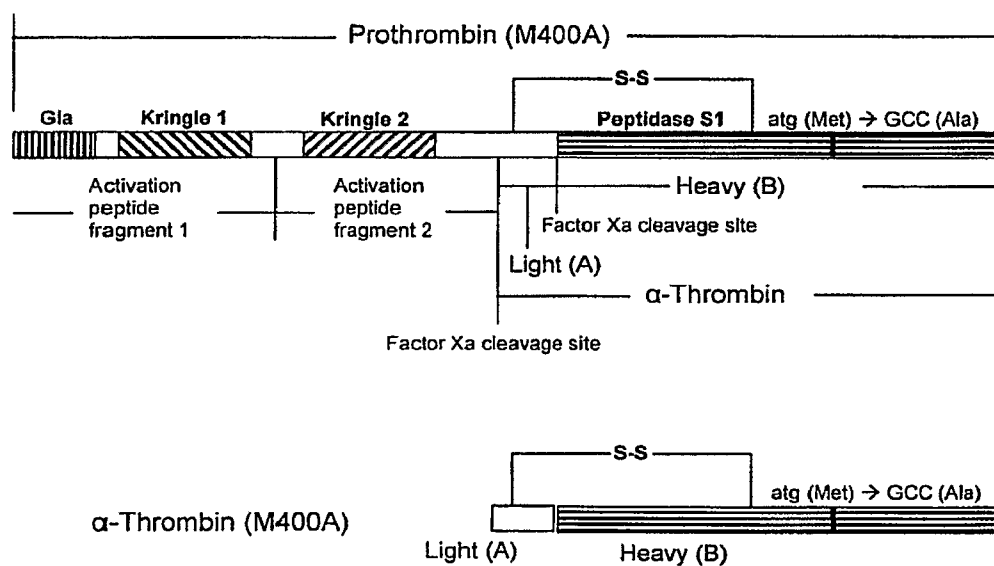 Prothrombin (M400A)
S-S
Gla
Kringle 1
Kringle 2
Peptidase S1
atg (Met) → GCC (Ala)
Activation
peptide
fragment 1
Activation
peptide
fragment 2
Heavy (B)
Factor Xa cleavage site
Light (A)
α-Thrombin
Factor Xa cleavage site
S-S
atg (Met) → GCC (Ala)
α-Thrombin (M400A)
Light (A)
Heavy (B)